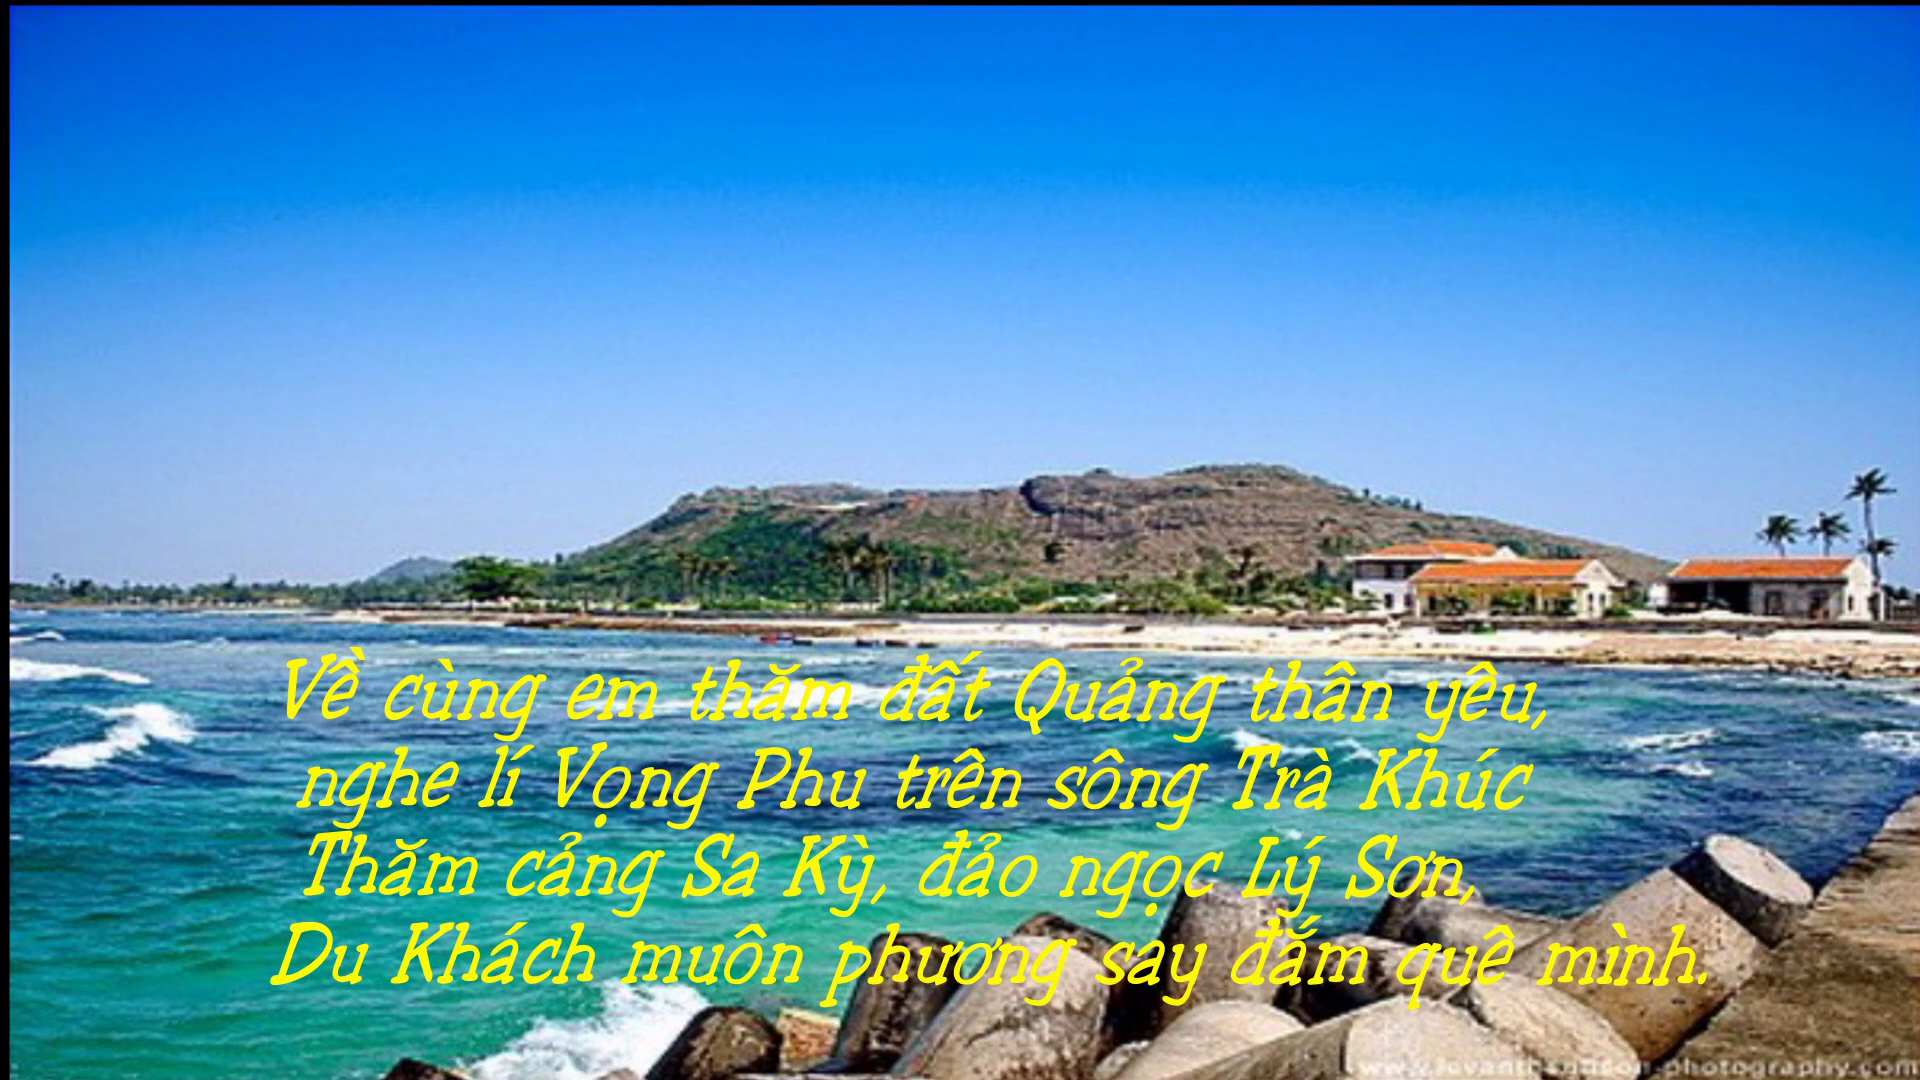 Về cùng em thăm đất Quảng thân yêu,
nghe lí Vọng Phu trên sông Trà Khúc
Thăm cảng Sa Kỳ, đảo ngọc Lý Sơn,
Du Khách muôn phương say đắm quê mình.